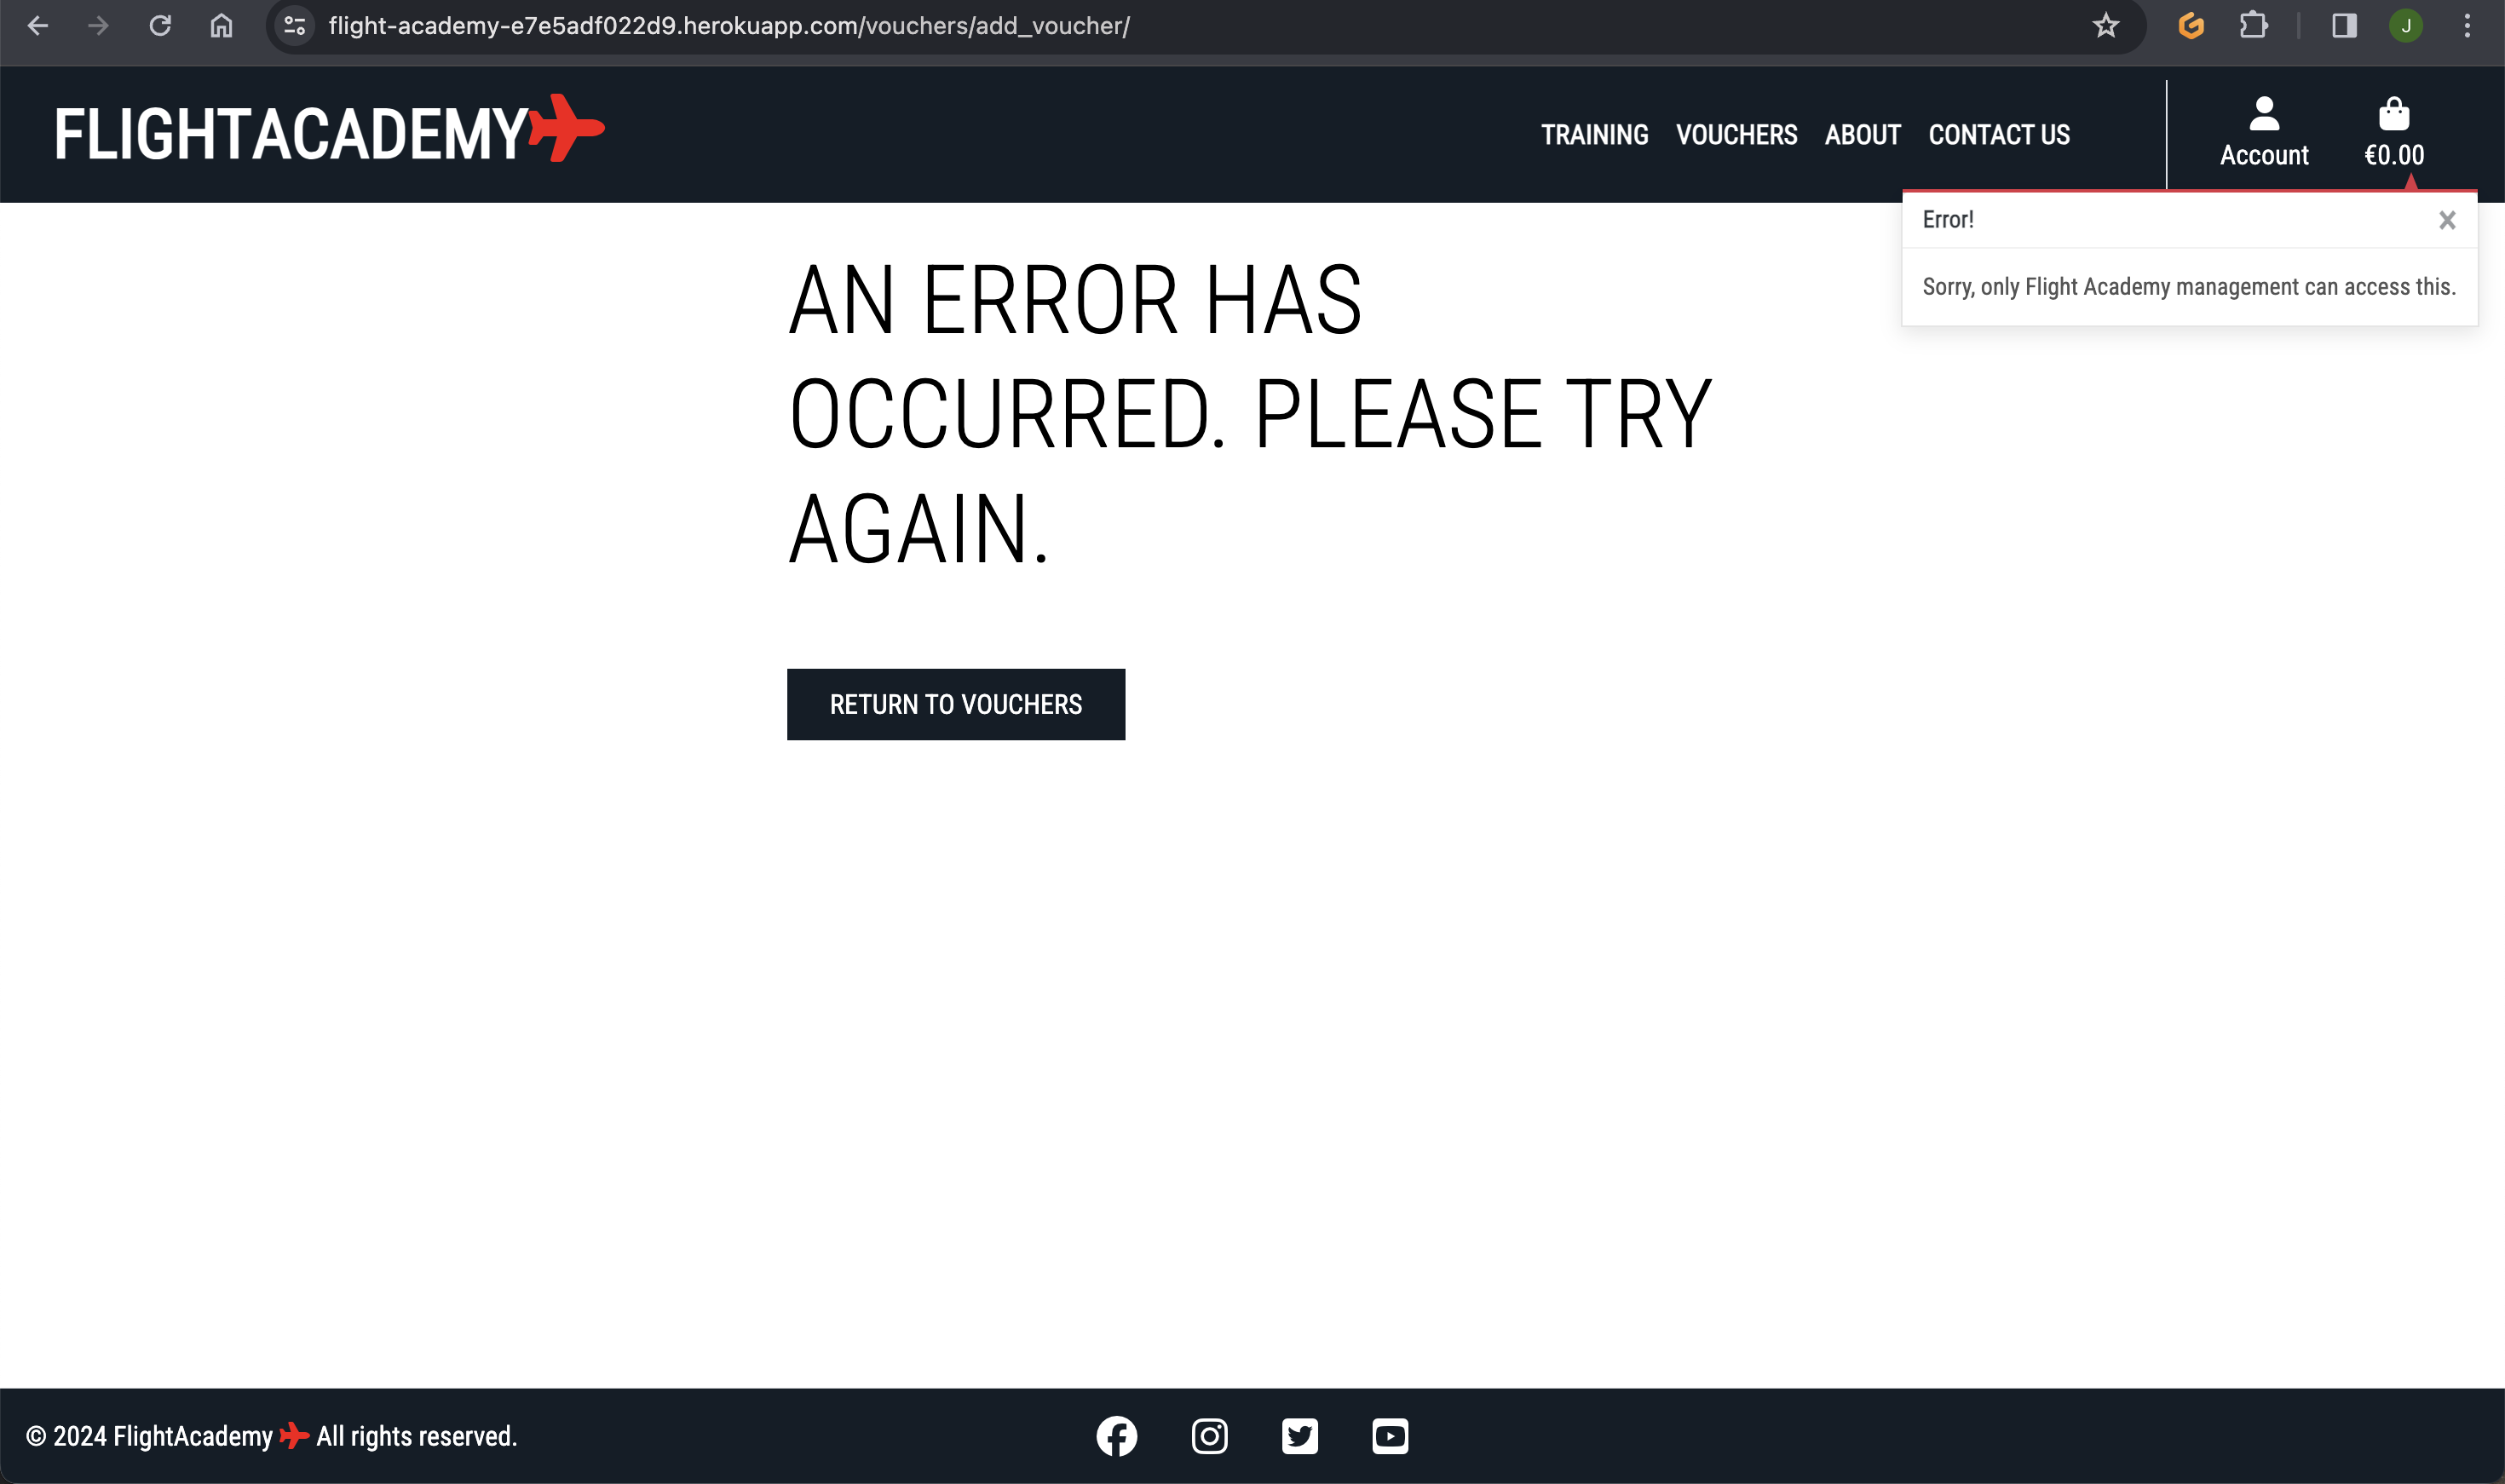 flight-academy-e7e5adf022d9.herokuapp.com/vouchers/add_voucher/
J
FLIGHTACADEMY
TRAINING VOUCHERS ABOUT CONTACT US
Account
€0.00
Error!
×
Sorry, only Flight Academy management can access this.
AN ERROR HAS
OCCURRED. PLEASE TRY
AGAIN.
RETURN TO VOUCHERS
© 2024 FlightAcademy All rights reserved.